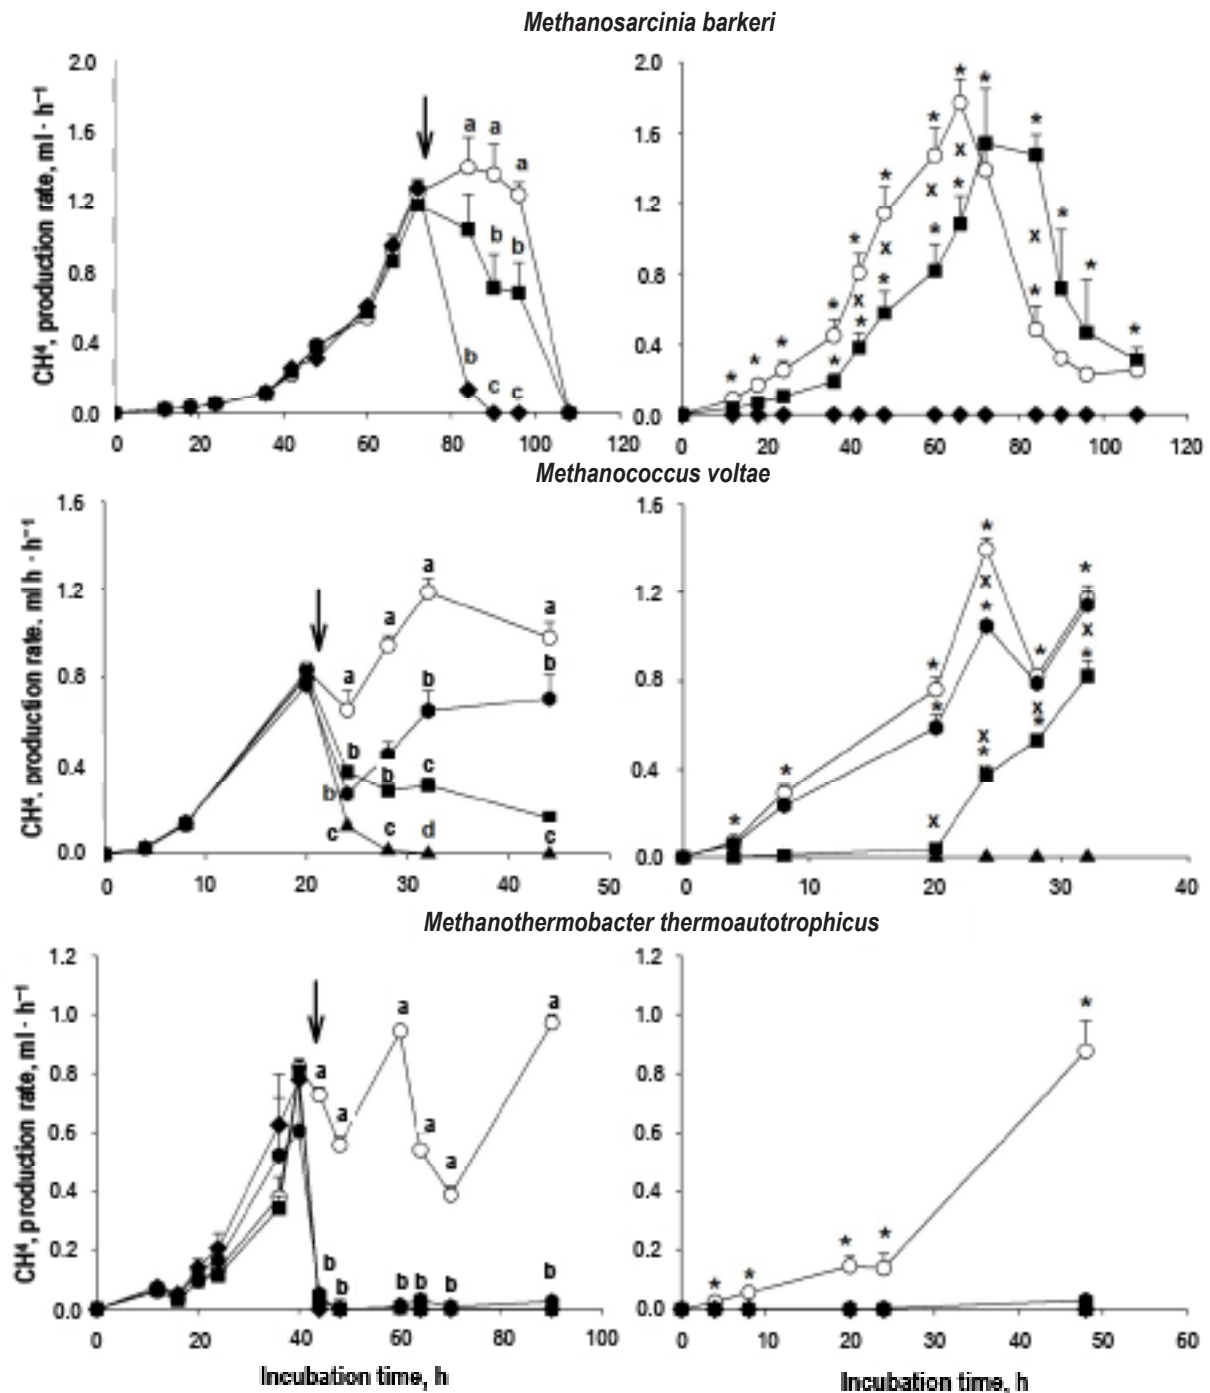 Methanosarcinia barkeri
CH⁴, production rate, ml · h⁻¹
2.0
1.6
1.2
0.8
0.4
0.0
0 20 40 60 80 100 120
a a a
b b
b c c
2.0
1.6
1.2
0.8
0.4
0.0
0 20 40 60 80 100 120
* * * * * * * * * *
x x x x x
* * * * * * * *
Methanococcus voltae
CH⁴. production rate. ml h · h⁻¹
1.6
1.2
0.8
0.4
0.0
0 10 20 30 40 50
a a a a
b b
b b c
b
c c d c
1.6
1.2
0.8
0.4
0.0
0 10 20 30 40
* * * * * *
x x
* * *
x * x *
x
Methanothermobacter thermoautotrophicus
CH⁴, production rate, ml · h⁻¹
1.2
1.0
0.8
0.6
0.4
0.2
0.0
0 20 40 60 80 100
a a a a a a
b b b b b b
Incubation time, h
1.2
1.0
0.8
0.6
0.4
0.2
0.0
0 10 20 30 40 50 60
* * * * *
Incubation time, h